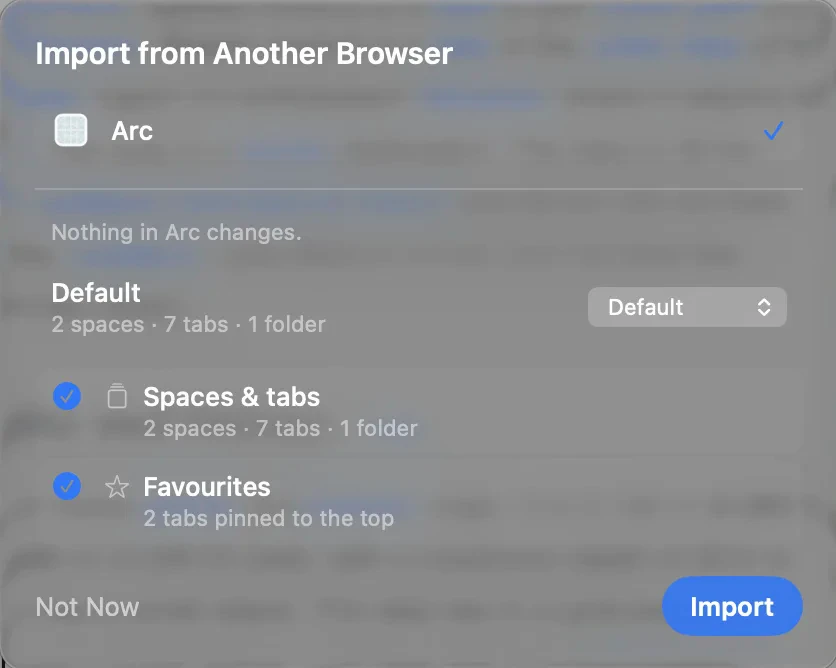 Import from Another Browser
Arc
Nothing in Arc changes.
Default
2 spaces · 7 tabs · 1 folder
Default
Spaces & tabs
2 spaces · 7 tabs · 1 folder
Favourites
2 tabs pinned to the top
Not Now
Import